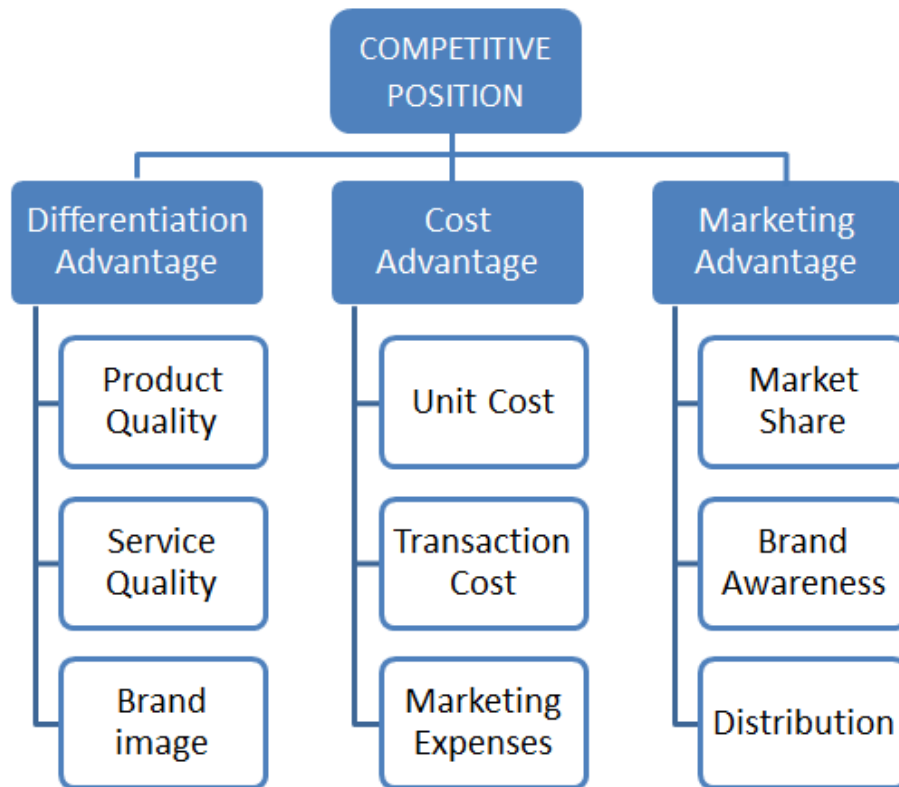 COMPETITIVE
POSITION
Differentiation
Advantage
Cost
Advantage
Marketing
Advantage
Product
Quality
Unit Cost
Market
Share
Service
Quality
Transaction
Cost
Brand
Awareness
Brand
image
Marketing
Expenses
Distribution